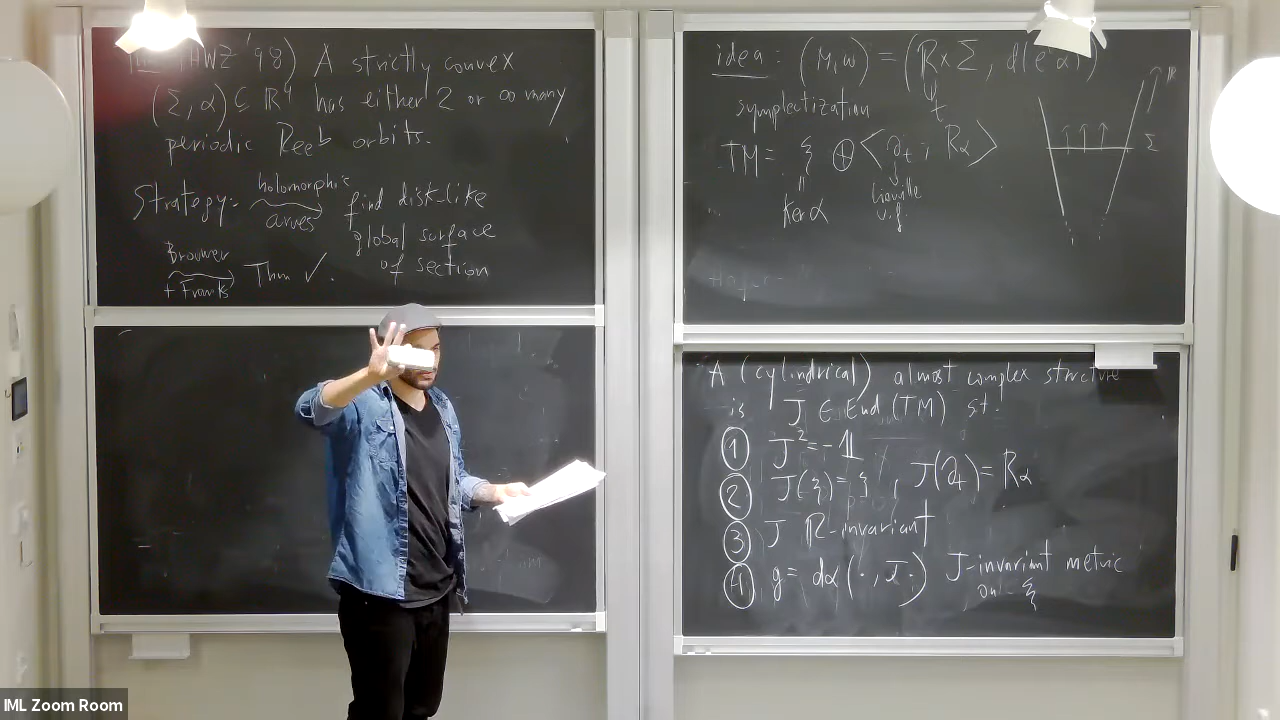 Thm (HWZ '98) A strictly convex
(Σ, α) ⊆ ℝ⁴ has either 2 or ∞ many
periodic Reeb orbits.
Strategy: holomorphic curves find disk-like
global surface
of section
Brouwer
+ Franks Thm ✓.
idea: (M, ω) = (ℝ × Σ, d(eᵗα))
symplectization
t
TM = ξ ⊕ <∂t, Rα>
ker α
Liouville
v.f.
ℝ
Σ
A (cylindrical) almost complex structure
is J ∈ End (TM) st.
① J² = -𝟙
② J(ξ) = ξ, J(∂t) = Rα
③ J ℝ-invariant
④ g = dα(·, J·) J-invariant metric
on ξ
IML Zoom Room